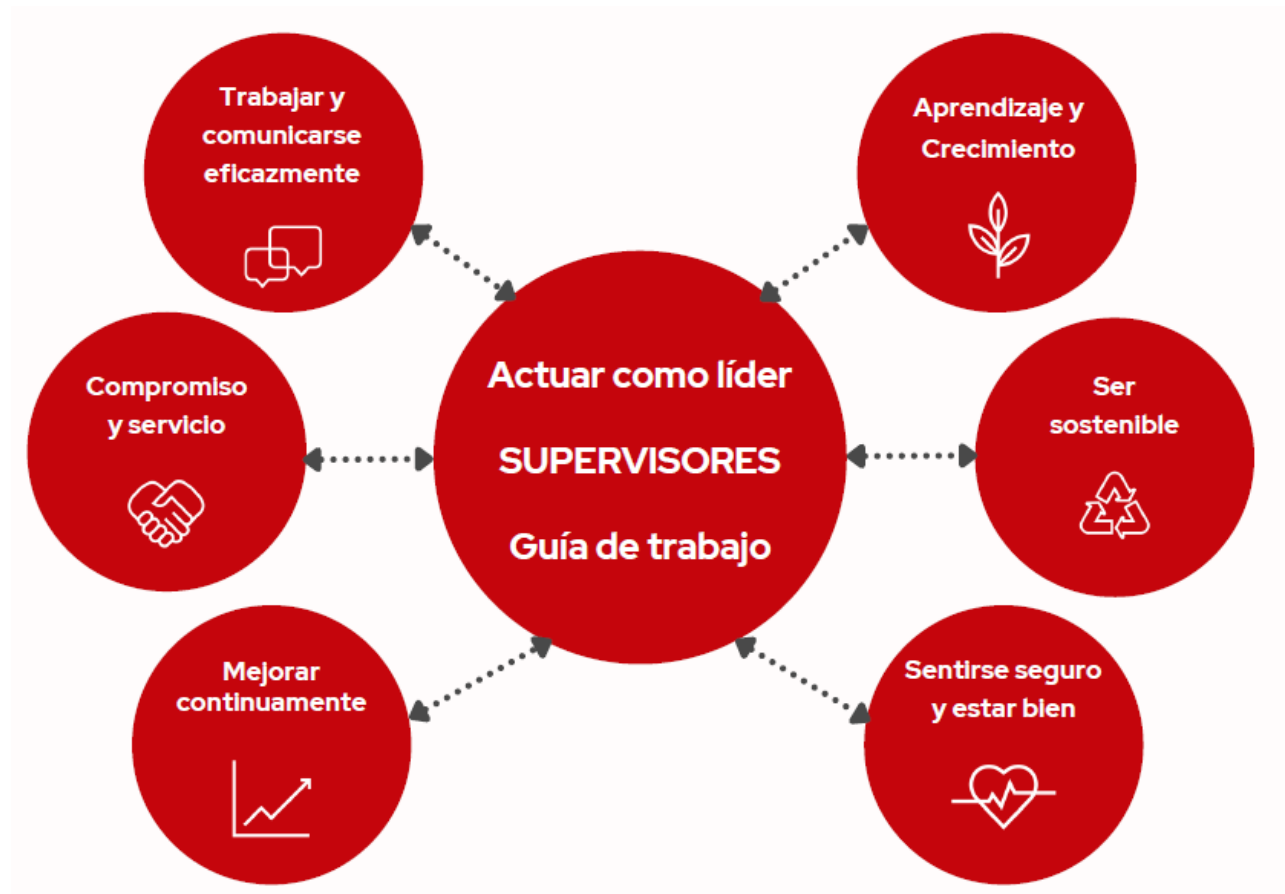 Trabajar y
comunicarse
eficazmente
Aprendizaje y
Crecimiento
Compromiso
y servicio
Actuar como líder
SUPERVISORES
Guía de trabajo
Ser
sostenible
Mejorar
continuamente
Sentirse seguro
y estar bien